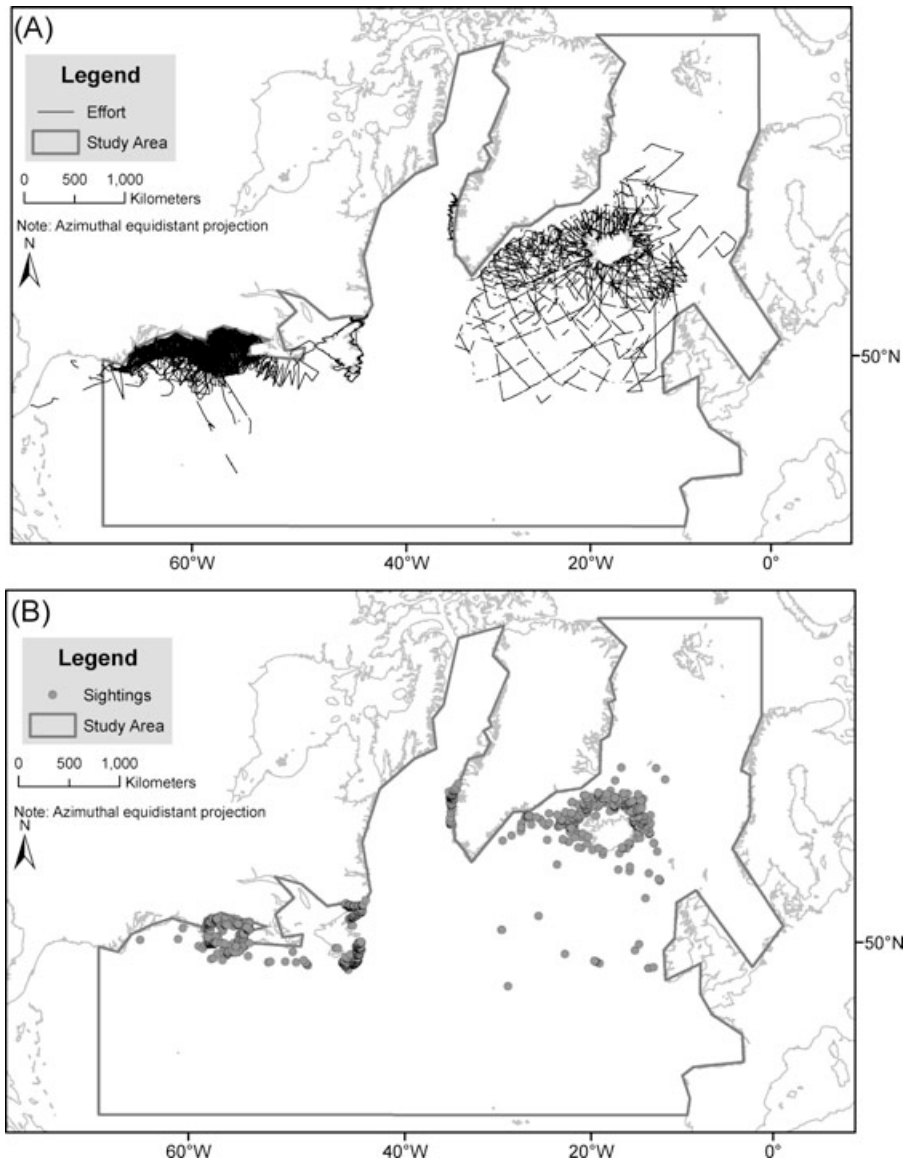 (A)
Legend
Effort
Study Area
0 500 1,000
Kilometers
Note: Azimuthal equidistant projection
N
50°N
60°W 40°W 20°W 0°
(B)
Legend
Sightings
Study Area
0 500 1,000
Kilometers
Note: Azimuthal equidistant projection
N
50°N
60°W 40°W 20°W 0°